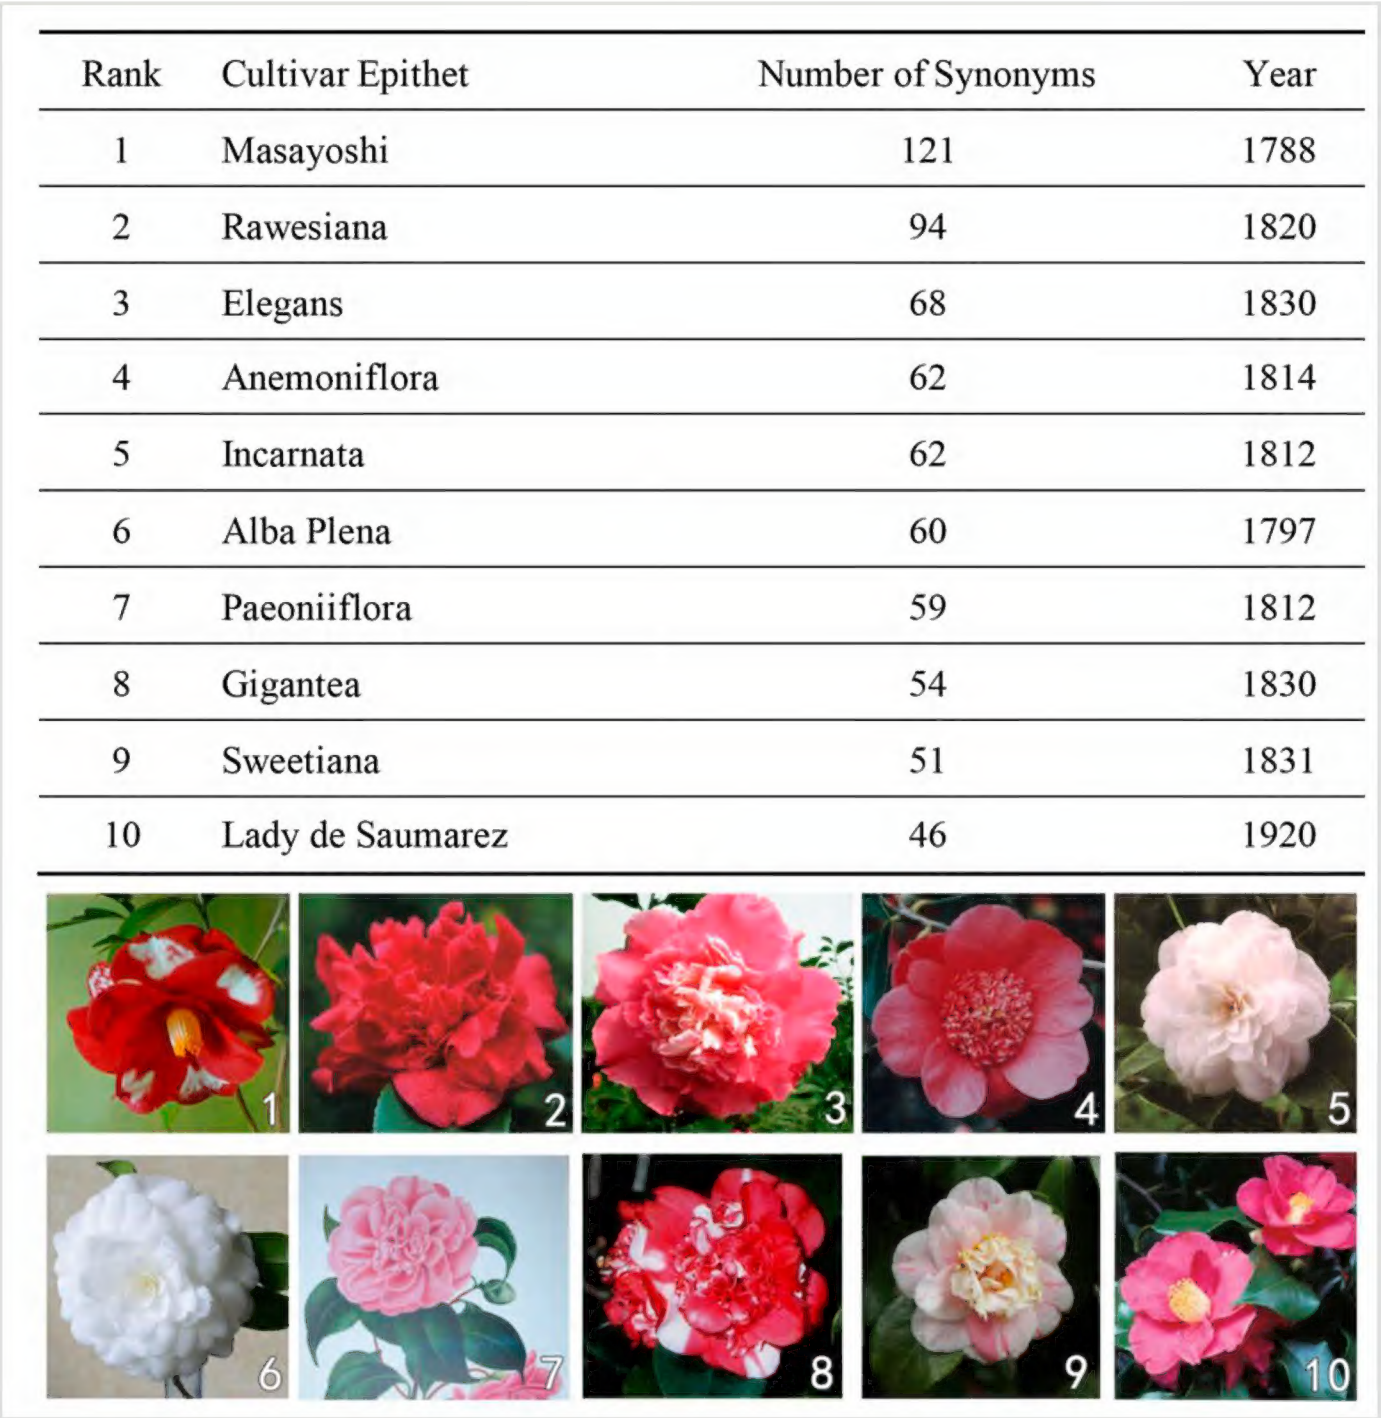 Rank Cultivar Epithet Number of Synonyms Year
1 Masayoshi 121 1788
2 Rawesiana 94 1820
3 Elegans 68 1830
4 Anemoniflora 62 1814
5 Incarnata 62 1812
6 Alba Plena 60 1797
7 Paeoniiflora 59 1812
8 Gigantea 54 1830
9 Sweetiana 51 1831
10 Lady de Saumarez 46 1920
1 2 3 4 5
6 7 8 9 10